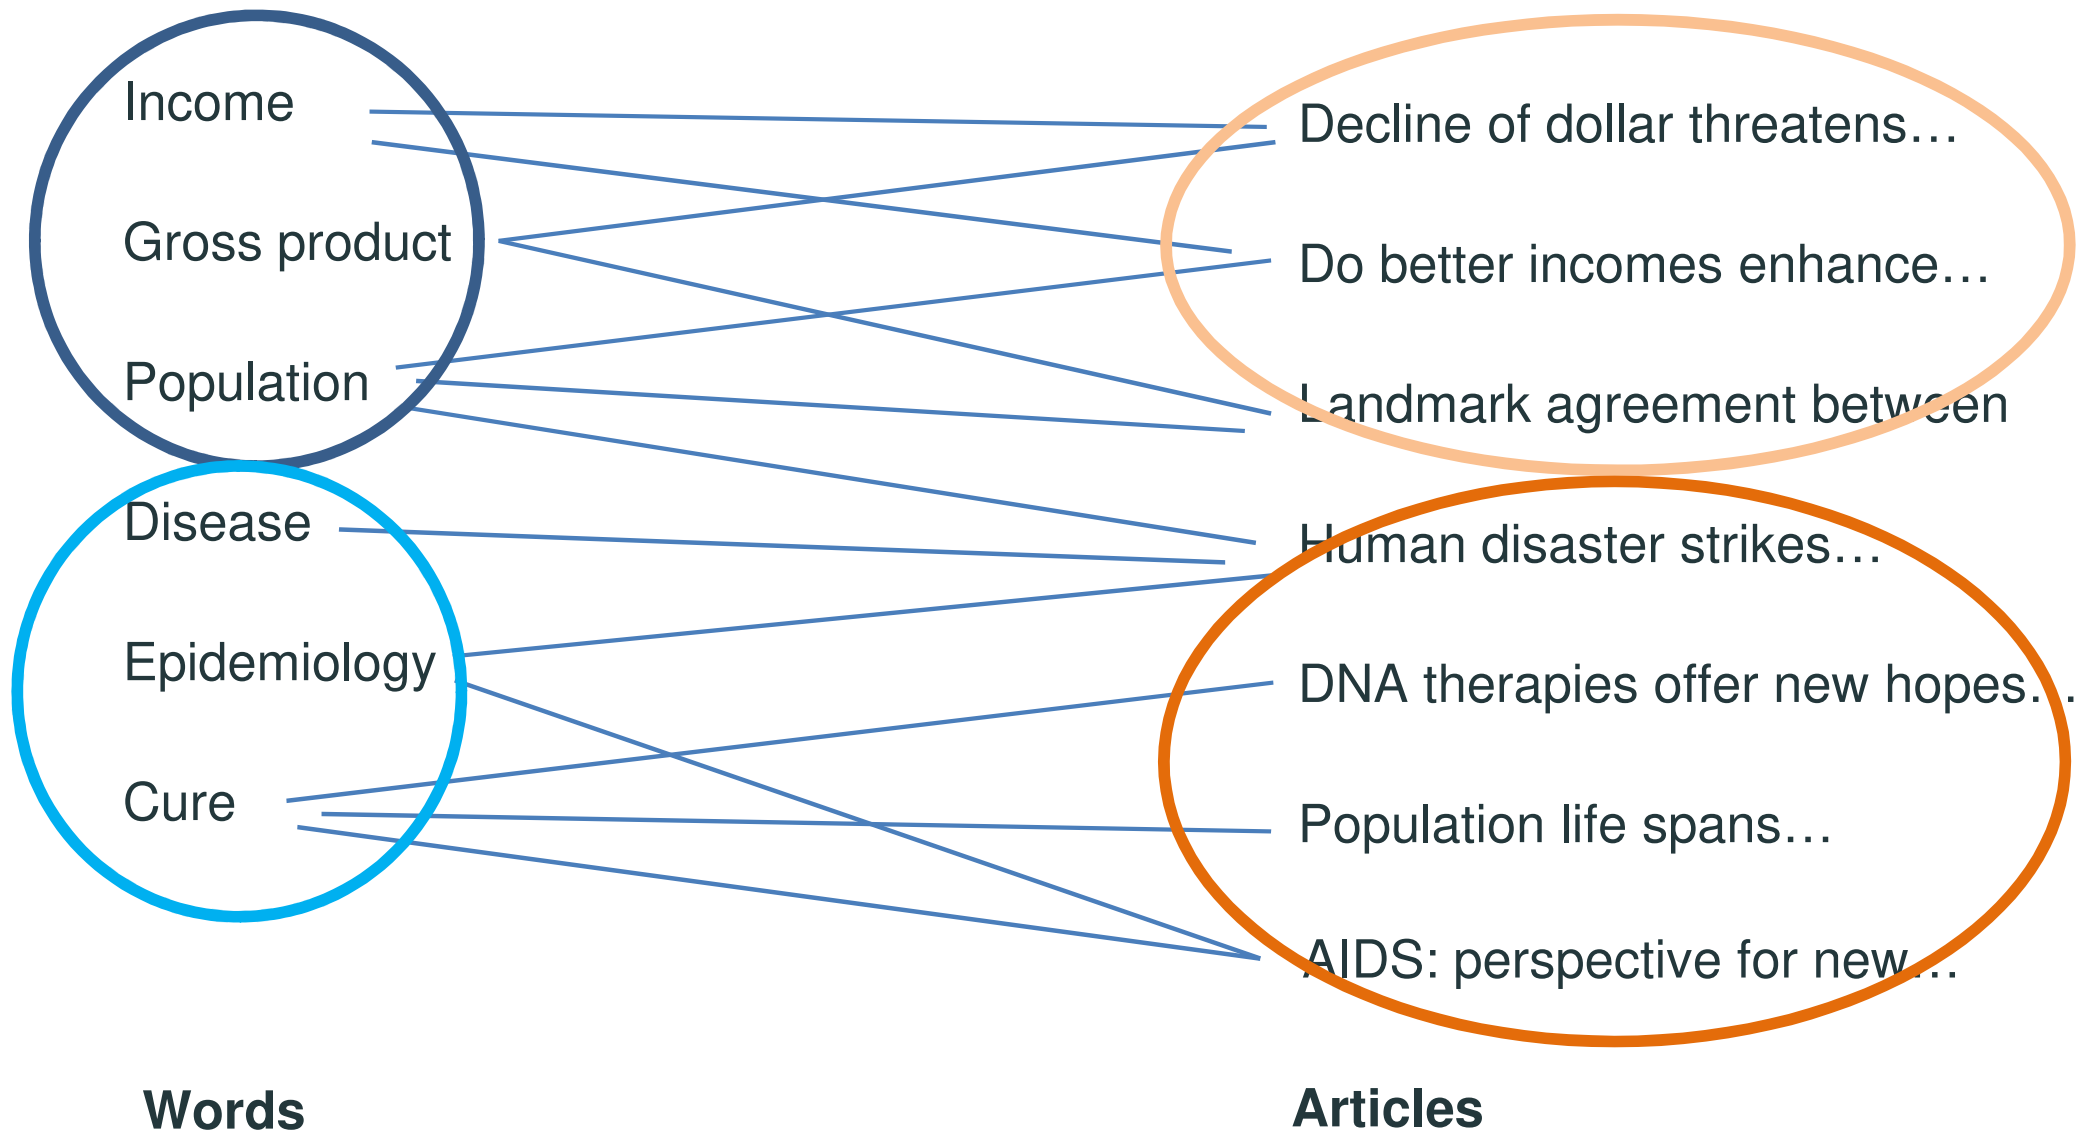 Income
Gross product
Population
Disease
Epidemiology
Cure
Words
Decline of dollar threatens…
Do better incomes enhance…
Landmark agreement between
Human disaster strikes…
DNA therapies offer new hopes…
Population life spans…
AIDS: perspective for new…
Articles